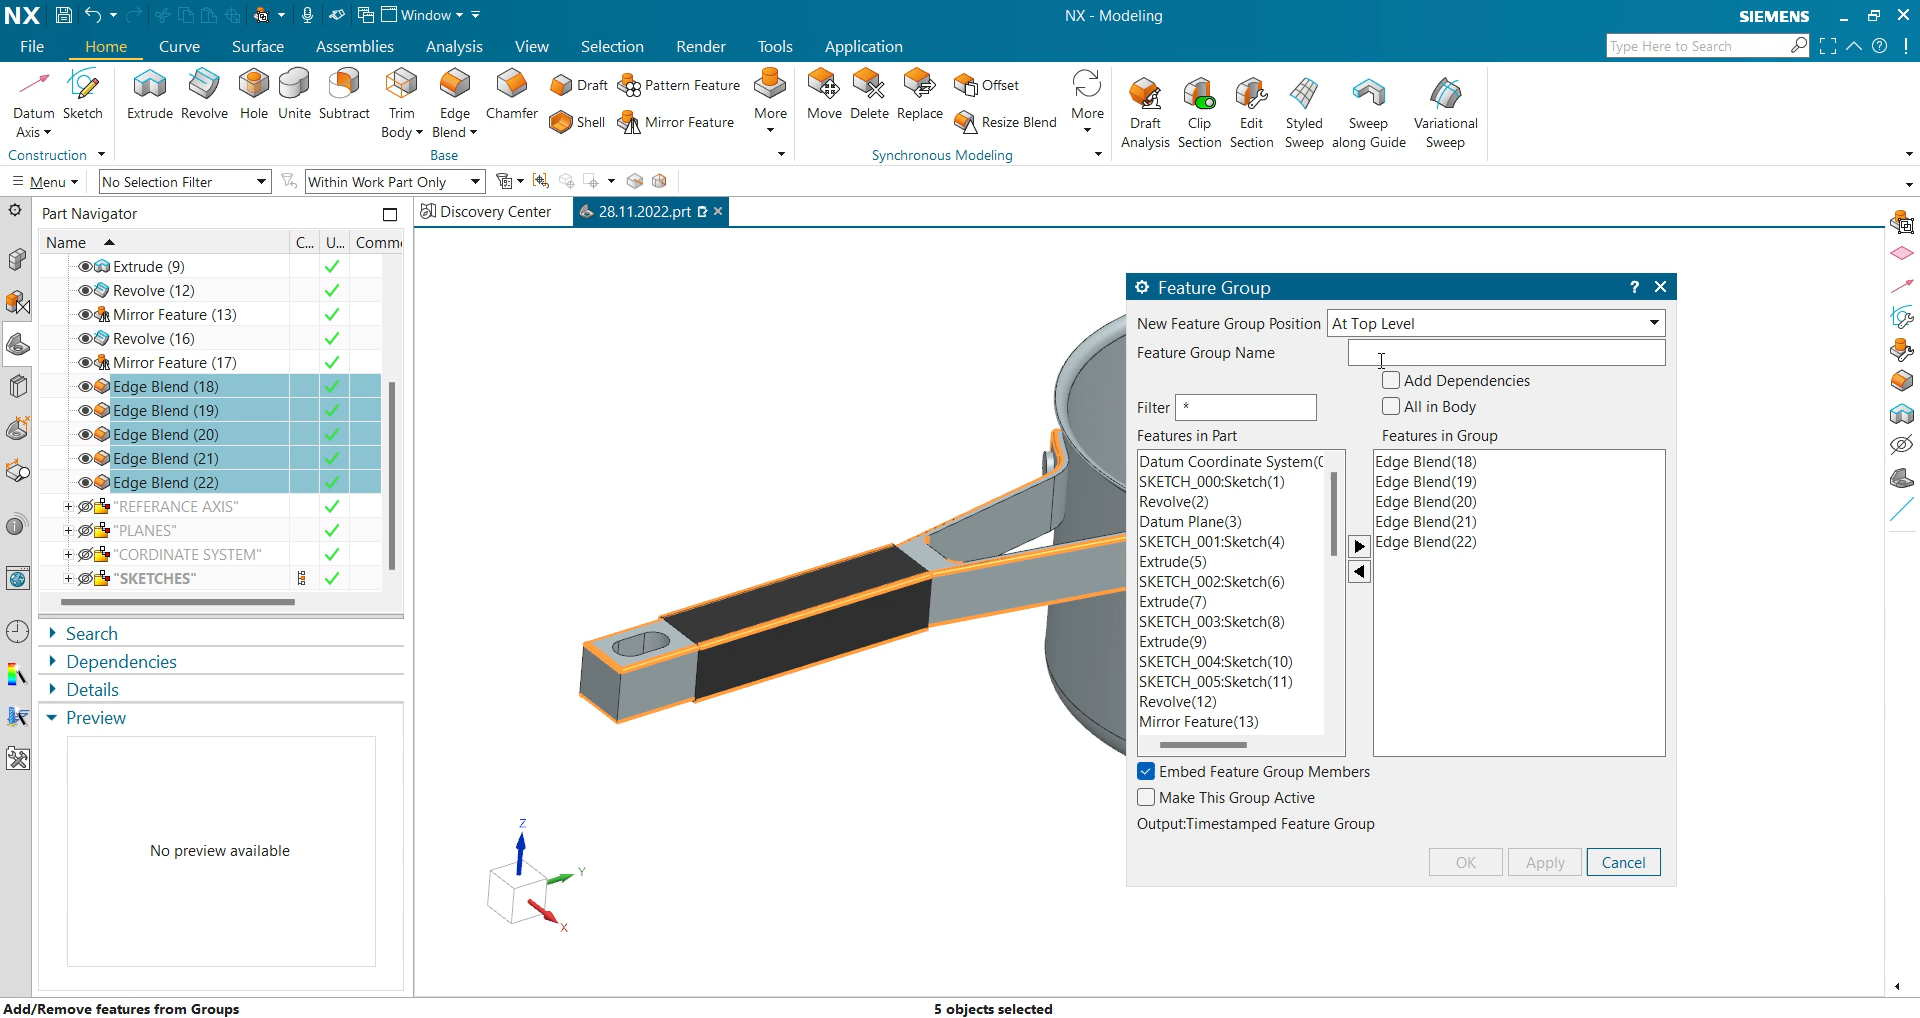 NX
Window
NX - Modeling
SIEMENS
File
Home
Curve
Surface
Assemblies
Analysis
View
Selection
Render
Tools
Application
Type Here to Search
Datum Axis
Sketch
Extrude
Revolve
Hole
Unite
Subtract
Trim Body
Edge Blend
Chamfer
Draft
Shell
Pattern Feature
Mirror Feature
More
Move
Delete
Replace
Offset
Resize Blend
More
Draft Analysis
Clip Section
Edit Section
Styled Sweep
Sweep along Guide
Variational Sweep
Construction
Base
Synchronous Modeling
Menu
No Selection Filter
Within Work Part Only
Part Navigator
Discovery Center
28.11.2022.prt
Name
C...
U...
Comme
Extrude (9)
Revolve (12)
Mirror Feature (13)
Revolve (16)
Mirror Feature (17)
Edge Blend (18)
Edge Blend (19)
Edge Blend (20)
Edge Blend (21)
Edge Blend (22)
"REFERANCE AXIS"
"PLANES"
"CORDINATE SYSTEM"
"SKETCHES"
Search
Dependencies
Details
Preview
No preview available
Z
Y
X
Feature Group
?
New Feature Group Position
At Top Level
Feature Group Name
Add Dependencies
Filter
*
All in Body
Features in Part
Features in Group
Datum Coordinate System(0
SKETCH_000:Sketch(1)
Revolve(2)
Datum Plane(3)
SKETCH_001:Sketch(4)
Extrude(5)
SKETCH_002:Sketch(6)
Extrude(7)
SKETCH_003:Sketch(8)
Extrude(9)
SKETCH_004:Sketch(10)
SKETCH_005:Sketch(11)
Revolve(12)
Mirror Feature(13)
Edge Blend(18)
Edge Blend(19)
Edge Blend(20)
Edge Blend(21)
Edge Blend(22)
Embed Feature Group Members
Make This Group Active
Output:Timestamped Feature Group
OK
Apply
Cancel
Add/Remove features from Groups
5 objects selected